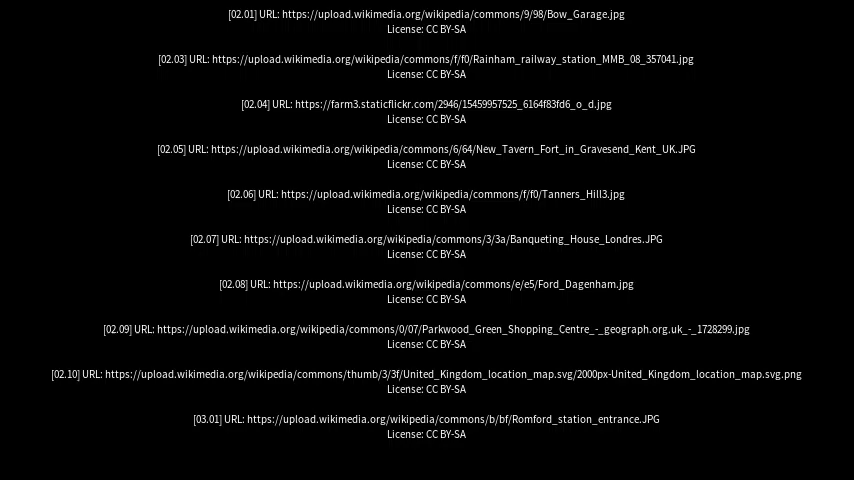 [02.01] URL: https://upload.wikimedia.org/wikipedia/commons/9/98/Bow_Garage.jpg
License: CC BY-SA
[02.03] URL: https://upload.wikimedia.org/wikipedia/commons/f/f0/Rainham_railway_station_MMB_08_357041.jpg
License: CC BY-SA
[02.04] URL: https://farm3.staticflickr.com/2946/15459957525_6164f83fd6_o_d.jpg
License: CC BY-SA
[02.05] URL: https://upload.wikimedia.org/wikipedia/commons/6/64/New_Tavern_Fort_in_Gravesend_Kent_UK.JPG
License: CC BY-SA
[02.06] URL: https://upload.wikimedia.org/wikipedia/commons/f/f0/Tanners_Hill3.jpg
License: CC BY-SA
[02.07] URL: https://upload.wikimedia.org/wikipedia/commons/3/3a/Banqueting_House_Londres.JPG
License: CC BY-SA
[02.08] URL: https://upload.wikimedia.org/wikipedia/commons/e/e5/Ford_Dagenham.jpg
License: CC BY-SA
[02.09] URL: https://upload.wikimedia.org/wikipedia/commons/0/07/Parkwood_Green_Shopping_Centre_-_geograph.org.uk_-_1728299.jpg
License: CC BY-SA
[02.10] URL: https://upload.wikimedia.org/wikipedia/commons/thumb/3/3f/United_Kingdom_location_map.svg/2000px-United_Kingdom_location_map.svg.png
License: CC BY-SA
[03.01] URL: https://upload.wikimedia.org/wikipedia/commons/b/bf/Romford_station_entrance.JPG
License: CC BY-SA